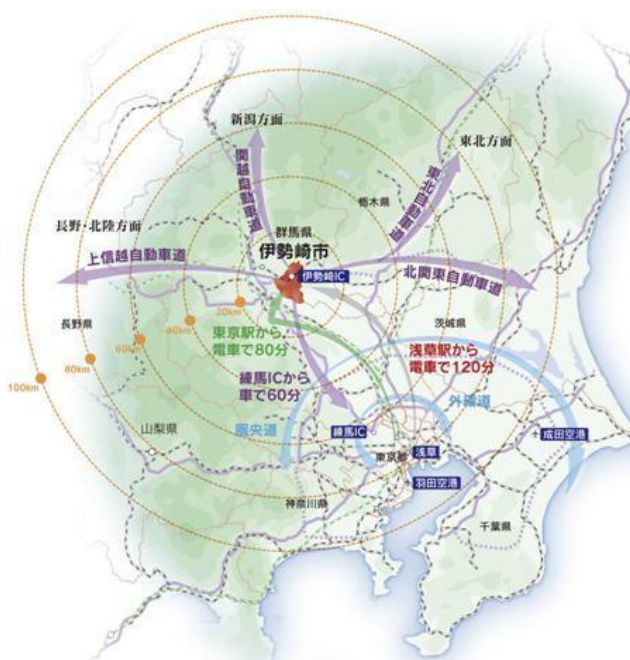 新潟方面
東北方面
関越自動車道
東北自動車道
栃木県
長野・北陸方面
群馬県
伊勢崎市
上信越自動車道
伊勢崎IC
北関東自動車道
20km
長野県
40km
東京駅から
電車で80分
茨城県
60km
浅草駅から
電車で120分
80km
練馬ICから
車で60分
100km
外環道
山梨県
圏央道
練馬IC
成田空港
東京都
浅草
羽田空港
神奈川県
千葉県